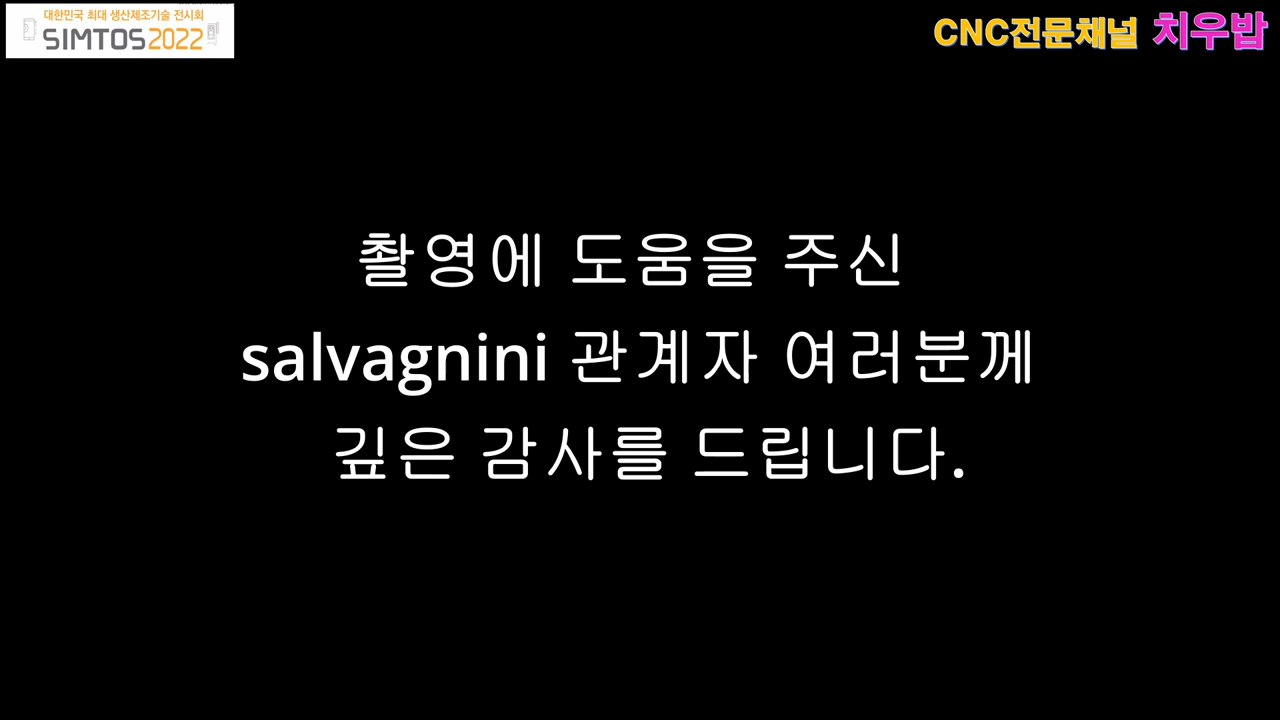 대한민국 최대 생산제조기술 전시회
SIMTOS2022
CNC전문채널 치우밥
촬영에 도움을 주신
salvagnini 관계자 여러분께
깊은 감사를 드립니다.